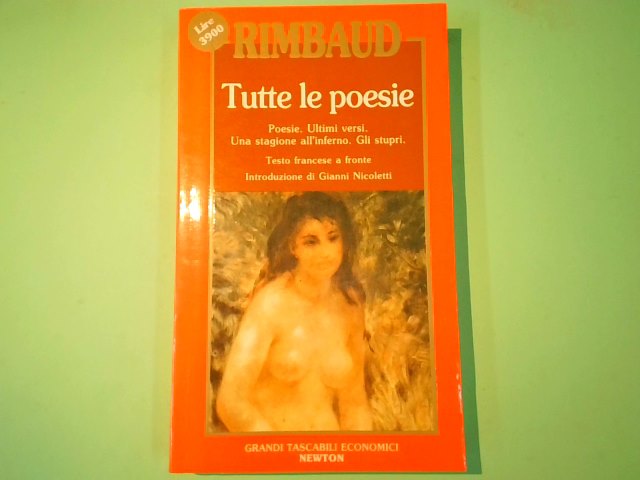 Lire
3900
RIMBAUD
Tutte le poesie
Poesie. Ultimi versi.
Una stagione all'inferno. Gli stupri.
Testo francese a fronte
Introduzione di Gianni Nicoletti
GRANDI TASCABILI ECONOMICI
NEWTON